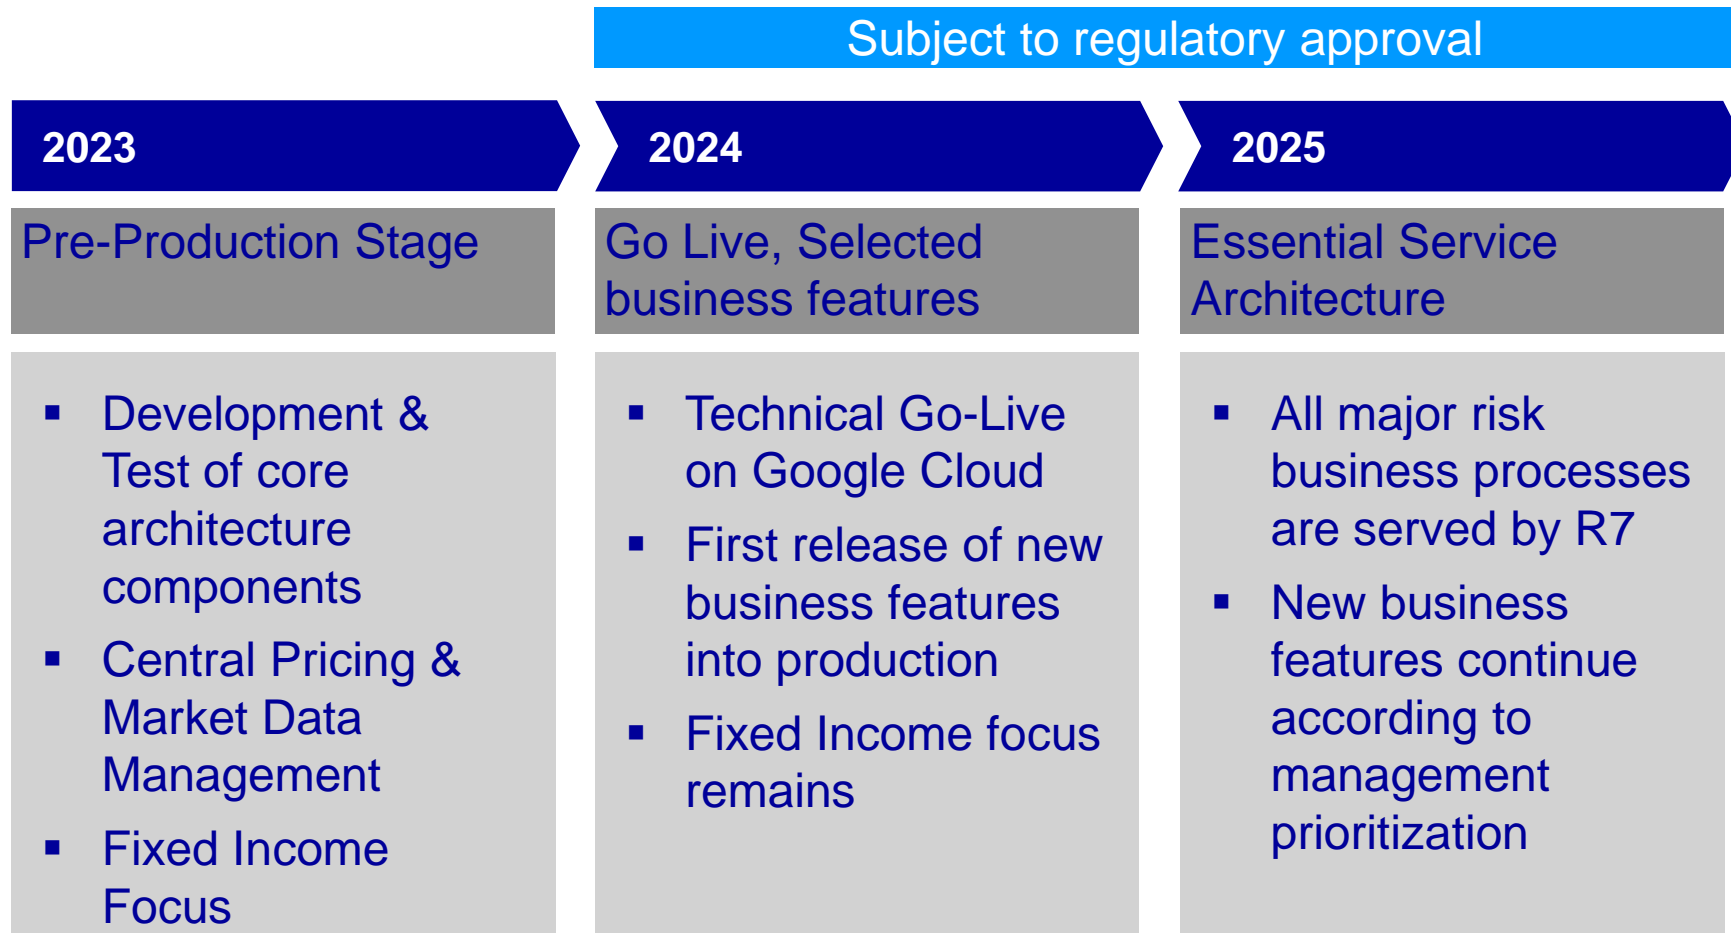 Subject to regulatory approval
2023
2024
2025
Pre-Production Stage
Go Live, Selected
business features
Essential Service
Architecture
▪ Development &
Test of core
architecture
components
▪ Central Pricing &
Market Data
Management
▪ Fixed Income
Focus
▪ Technical Go-Live
on Google Cloud
▪ First release of new
business features
into production
▪ Fixed Income focus
remains
▪ All major risk
business processes
are served by R7
▪ New business
features continue
according to
management
prioritization